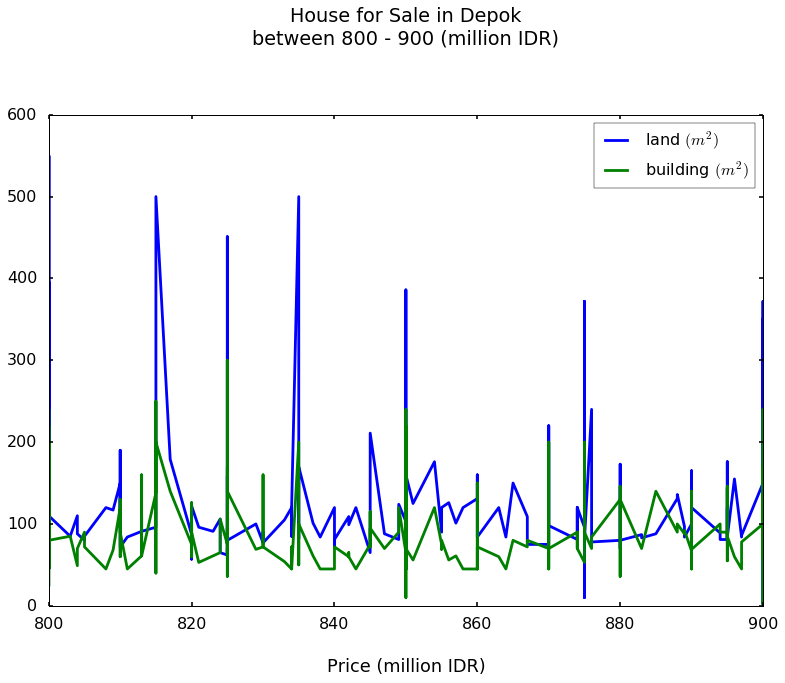 House for Sale in Depok
between 800 - 900 (million IDR)
600
500
400
300
200
100
0
land (m²)
building (m²)
800
820
840
860
880
900
Price (million IDR)